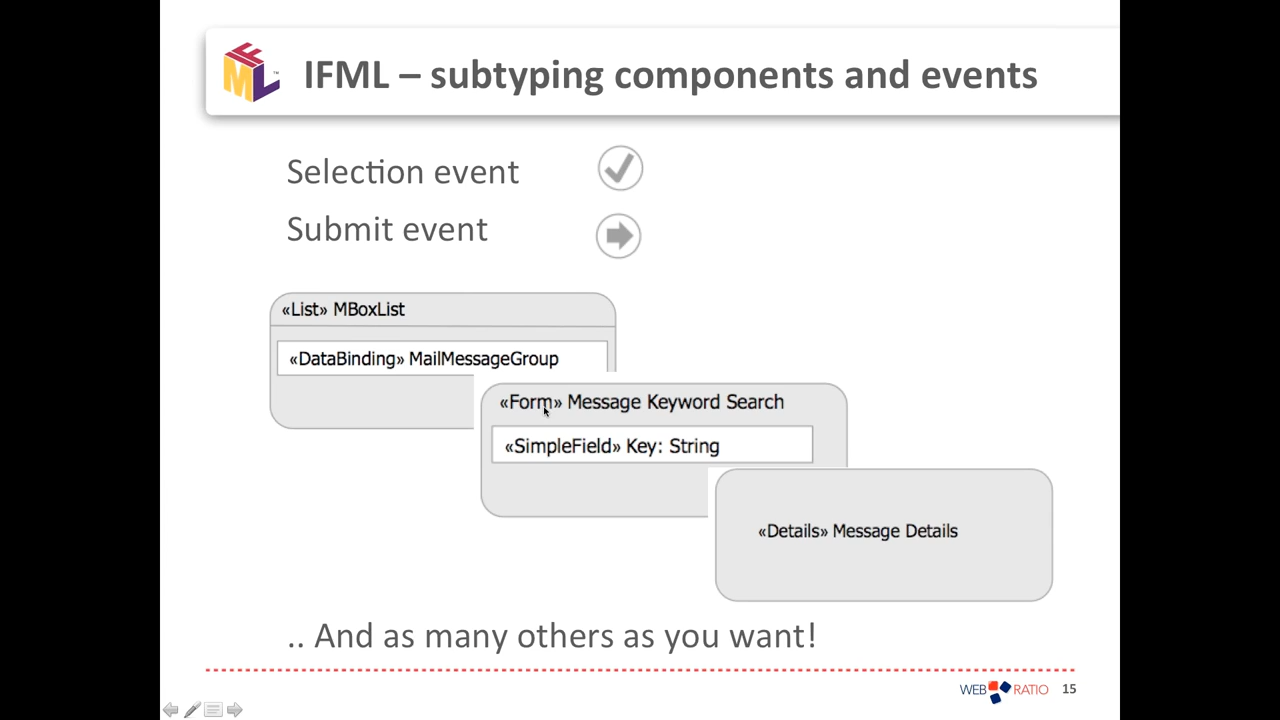 IFML
IFML – subtyping components and events
Selection event
Submit event
«List» MBoxList
«DataBinding» MailMessageGroup
«Form» Message Keyword Search
«SimpleField» Key: String
«Details» Message Details
.. And as many others as you want!
WEB RATIO 15